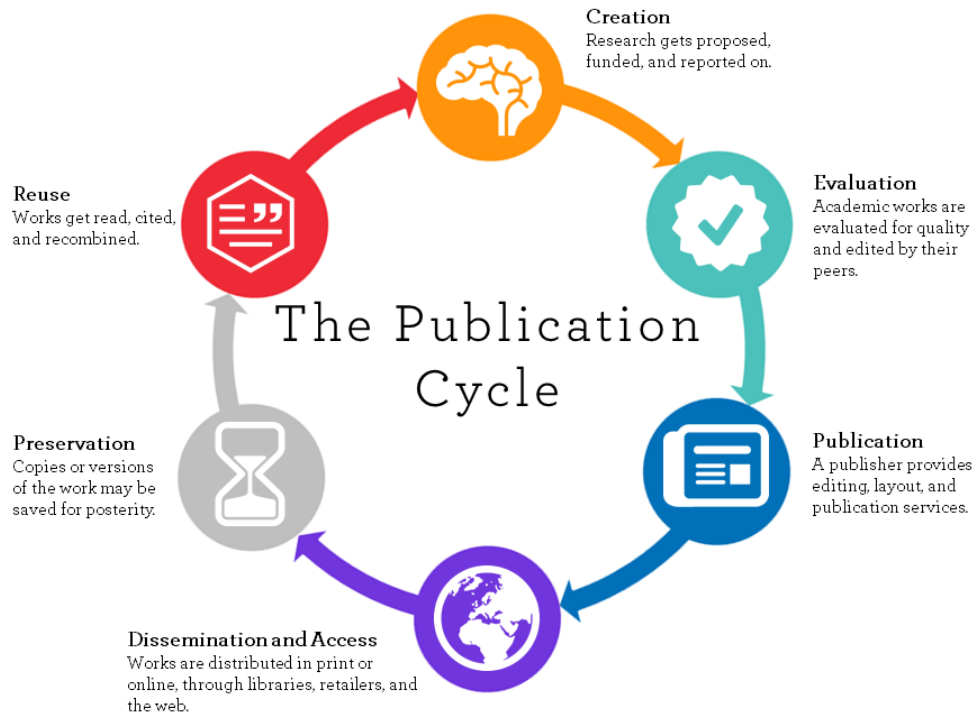 Creation
Research gets proposed,
funded, and reported on.
Evaluation
Academic works are
evaluated for quality
and edited by their
peers.
Publication
A publisher provides
editing, layout, and
publication services.
Dissemination and Access
Works are distributed in print or
online, through libraries, retailers, and
the web.
Preservation
Copies or versions
of the work may be
saved for posterity.
Reuse
Works get read, cited,
and recombined.
The Publication
Cycle